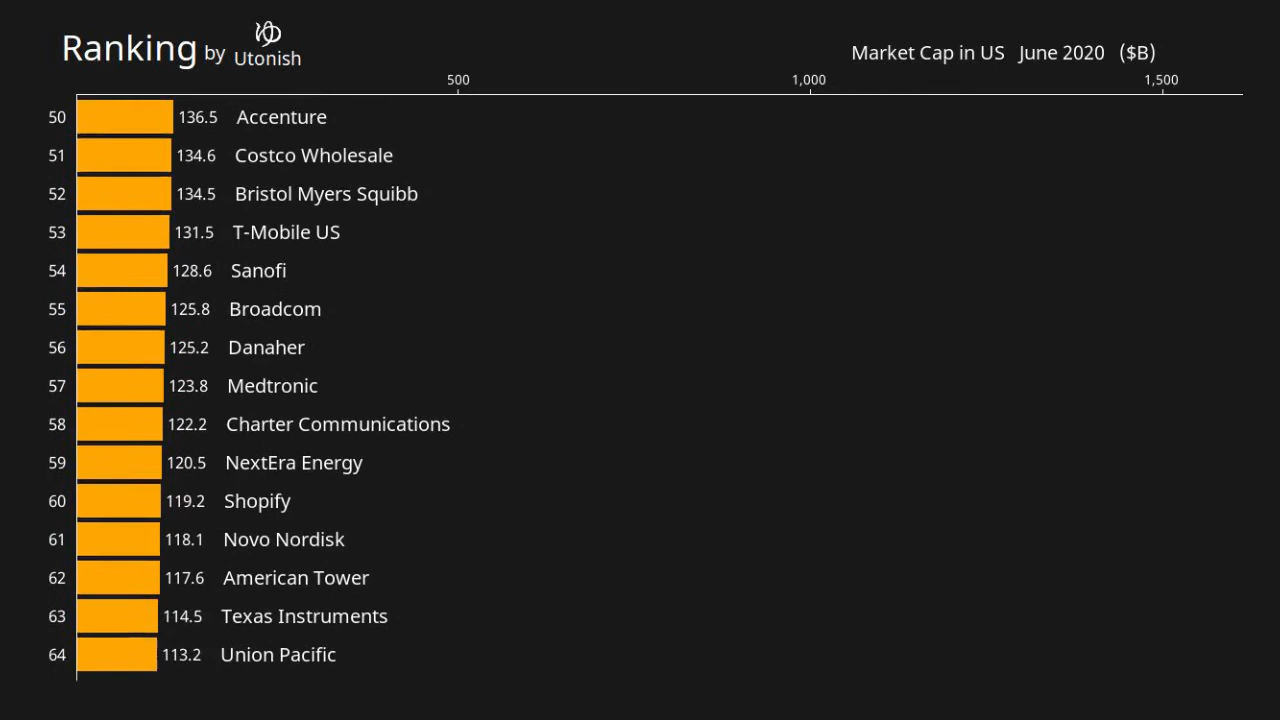 Ranking by Utonish
Market Cap in US June 2020 ($B)
500 1,000 1,500
50 136.5 Accenture
51 134.6 Costco Wholesale
52 134.5 Bristol Myers Squibb
53 131.5 T-Mobile US
54 128.6 Sanofi
55 125.8 Broadcom
56 125.2 Danaher
57 123.8 Medtronic
58 122.2 Charter Communications
59 120.5 NextEra Energy
60 119.2 Shopify
61 118.1 Novo Nordisk
62 117.6 American Tower
63 114.5 Texas Instruments
64 113.2 Union Pacific